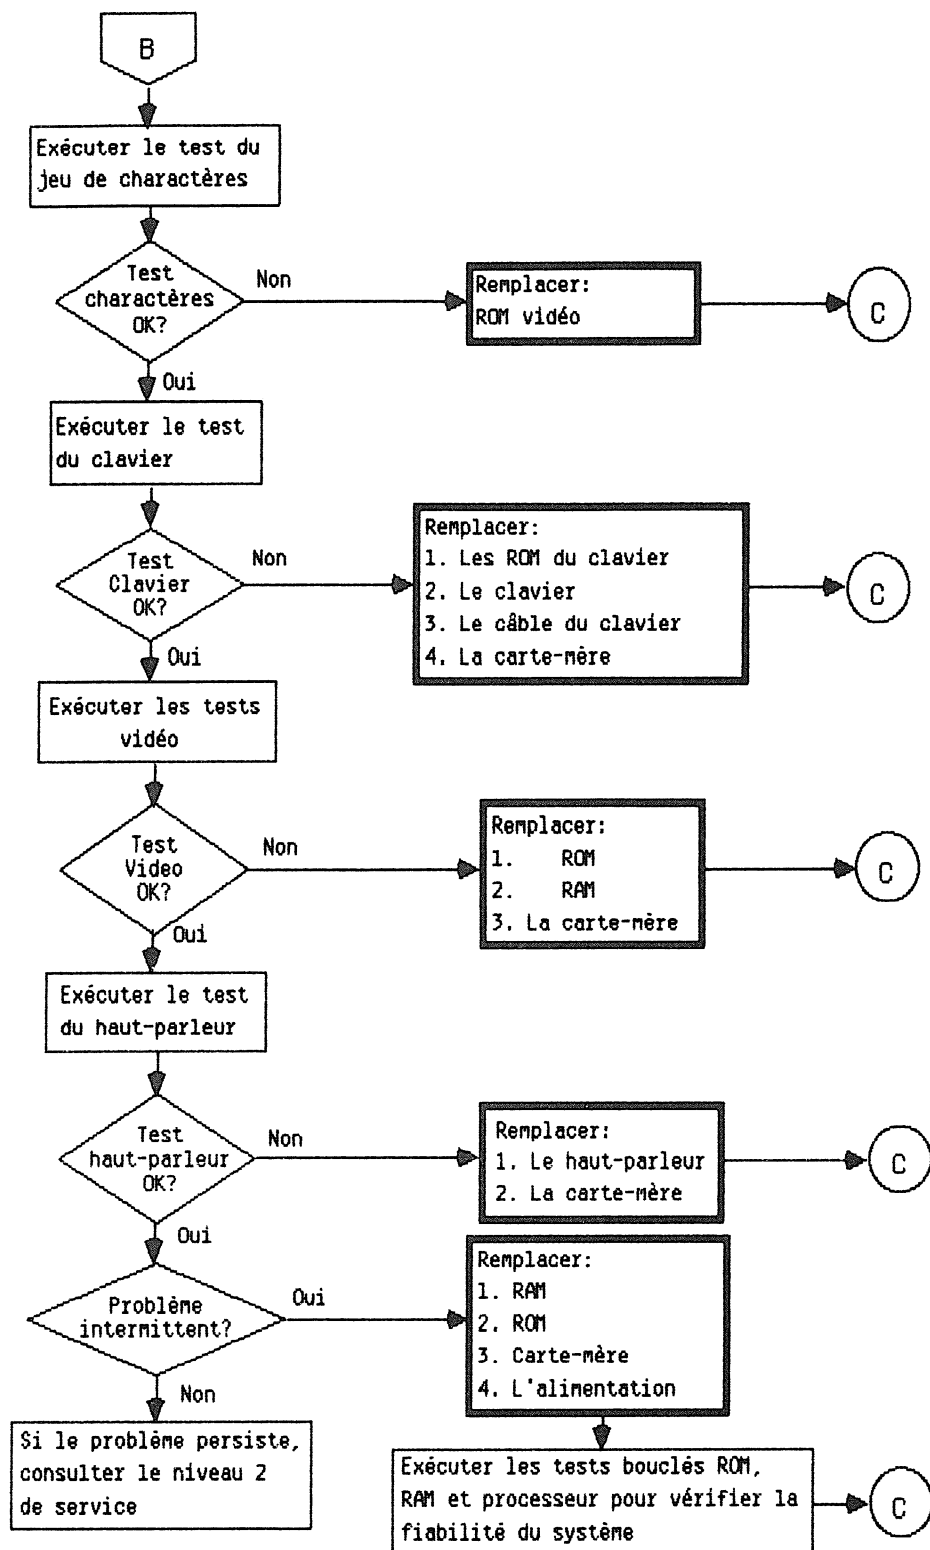 B
Exécuter le test du
jeu de charactères
Test
charactères
OK?
Non
Remplacer:
ROM vidéo
C
Oui
Exécuter le test
du clavier
Test
Clavier
OK?
Non
Remplacer:
1. Les ROM du clavier
2. Le clavier
3. Le câble du clavier
4. La carte-mère
C
Oui
Exécuter les tests
vidéo
Test
Video
OK?
Non
Remplacer:
1. ROM
2. RAM
3. La carte-mère
C
Oui
Exécuter le test
du haut-parleur
Test
haut-parleur
OK?
Non
Remplacer:
1. Le haut-parleur
2. La carte-mère
C
Oui
Problème
intermittent?
Oui
Remplacer:
1. RAM
2. ROM
3. Carte-mère
4. L'alimentation
Non
Si le problème persiste,
consulter le niveau 2
de service
Exécuter les tests bouclés ROM,
RAM et processeur pour vérifier la
fiabilité du système
C